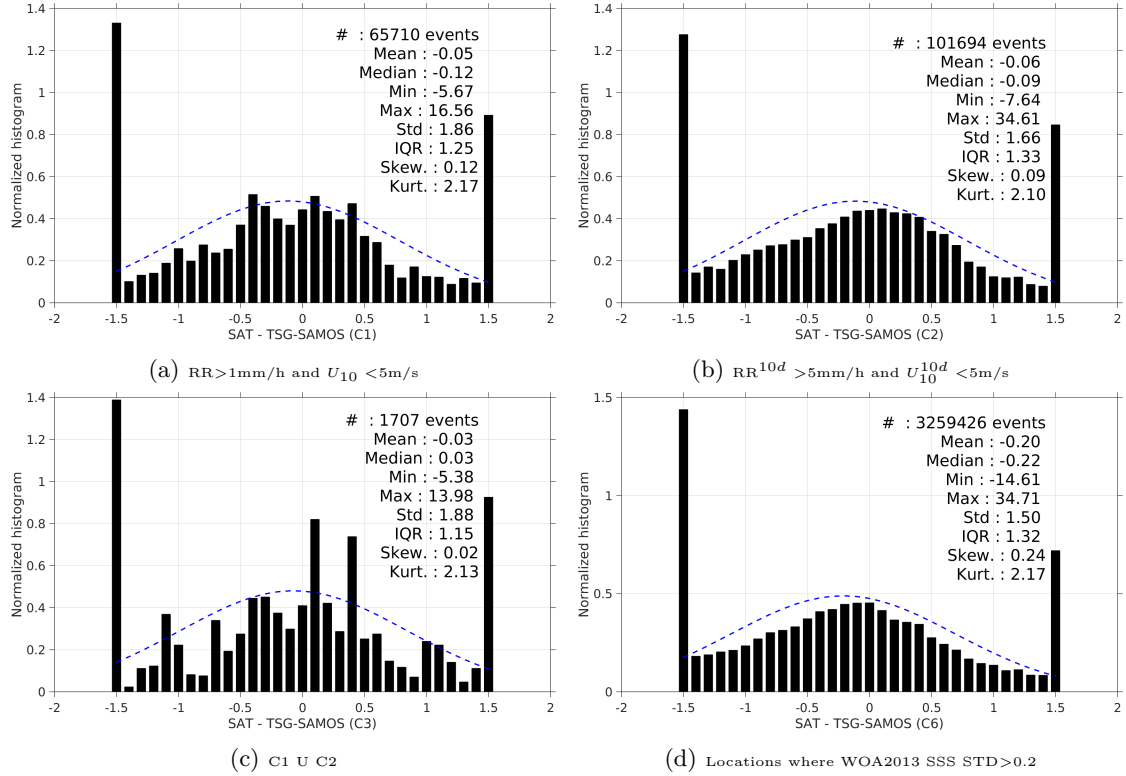 1.4
1.2
1
0.8
0.6
0.4
0.2
0
Normalized histogram
# : 65710 events
Mean : -0.05
Median : -0.12
Min : -5.67
Max : 16.56
Std : 1.86
IQR : 1.25
Skew. : 0.12
Kurt. : 2.17
-2 -1.5 -1 -0.5 0 0.5 1 1.5 2
SAT - TSG-SAMOS (C1)
(a) RR>1mm/h and U10 <5m/s
1.4
1.2
1
0.8
0.6
0.4
0.2
0
Normalized histogram
# : 101694 events
Mean : -0.06
Median : -0.09
Min : -7.64
Max : 34.61
Std : 1.66
IQR : 1.33
Skew. : 0.09
Kurt. : 2.10
-2 -1.5 -1 -0.5 0 0.5 1 1.5 2
SAT - TSG-SAMOS (C2)
(b) RR10d >5mm/h and U10d10 <5m/s
1.4
1.2
1
0.8
0.6
0.4
0.2
0
Normalized histogram
# : 1707 events
Mean : -0.03
Median : 0.03
Min : -5.38
Max : 13.98
Std : 1.88
IQR : 1.15
Skew. : 0.02
Kurt. : 2.13
-2 -1.5 -1 -0.5 0 0.5 1 1.5 2
SAT - TSG-SAMOS (C3)
(c) C1 U C2
1.5
1
0.5
0
Normalized histogram
# : 3259426 events
Mean : -0.20
Median : -0.22
Min : -14.61
Max : 34.71
Std : 1.50
IQR : 1.32
Skew. : 0.24
Kurt. : 2.17
-2 -1.5 -1 -0.5 0 0.5 1 1.5 2
SAT - TSG-SAMOS (C6)
(d) Locations where WOA2013 SSS STD>0.2